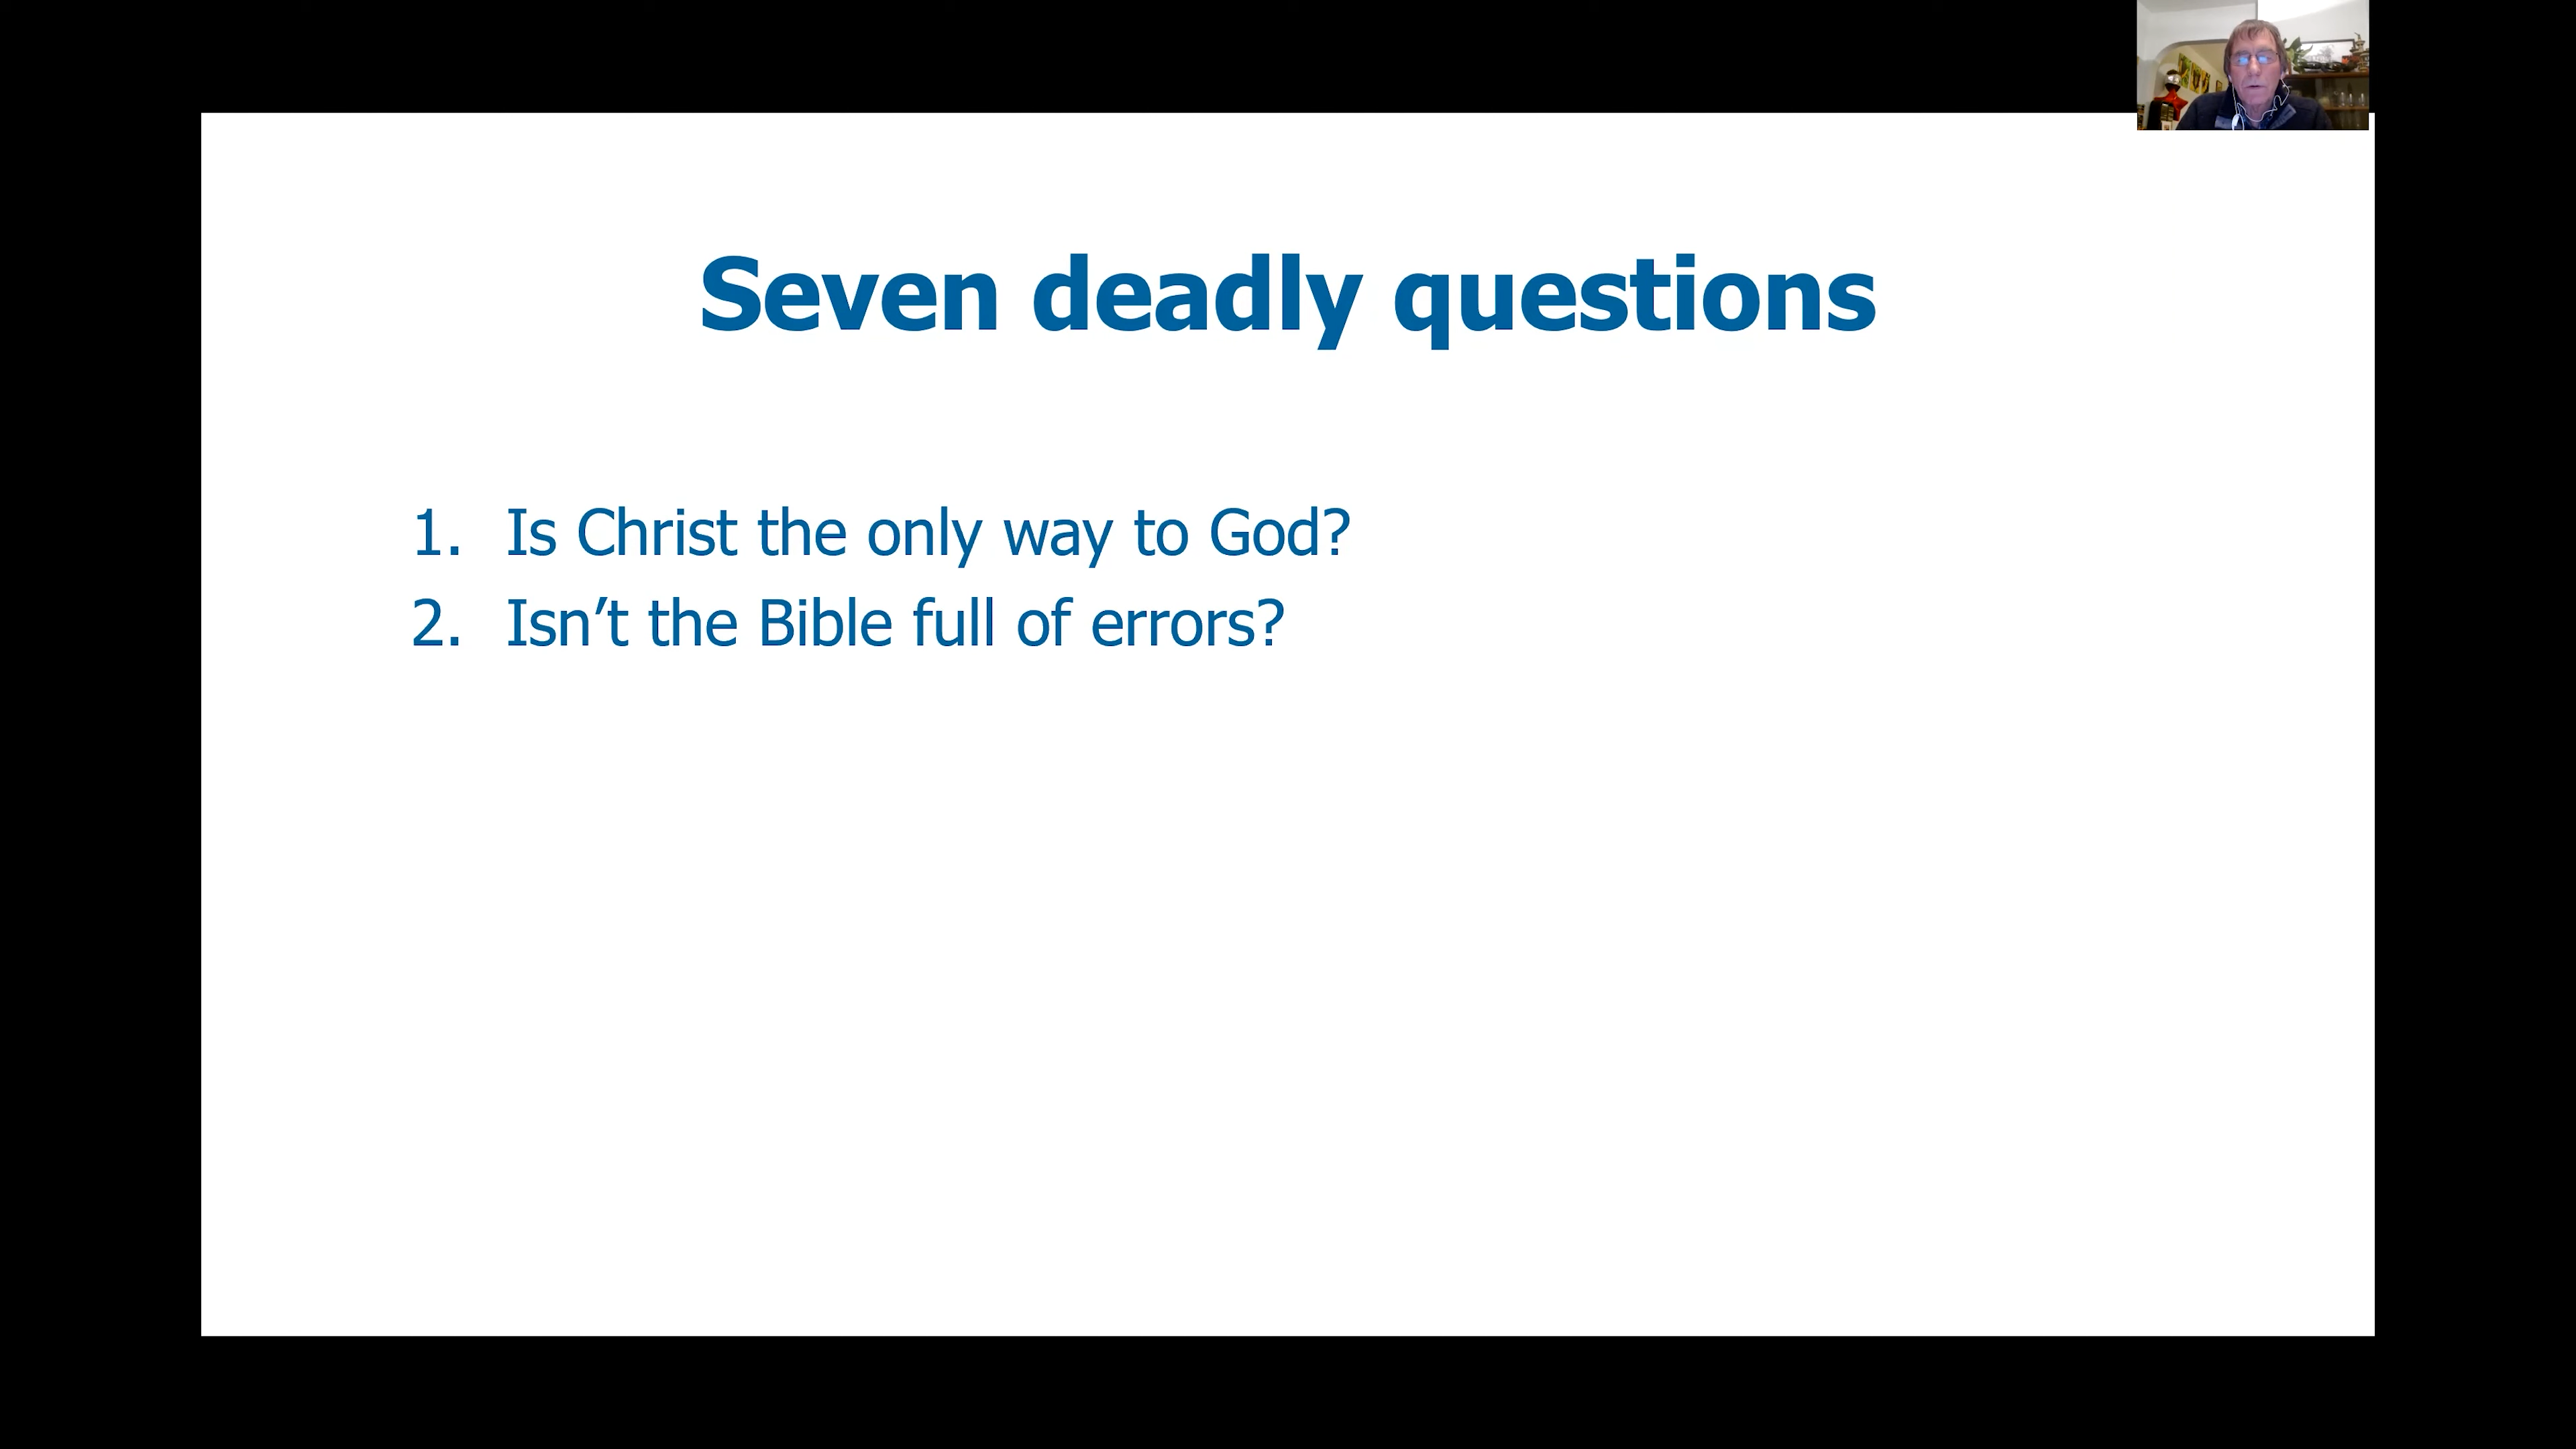 Seven deadly questions
1. Is Christ the only way to God?
2. Isn’t the Bible full of errors?